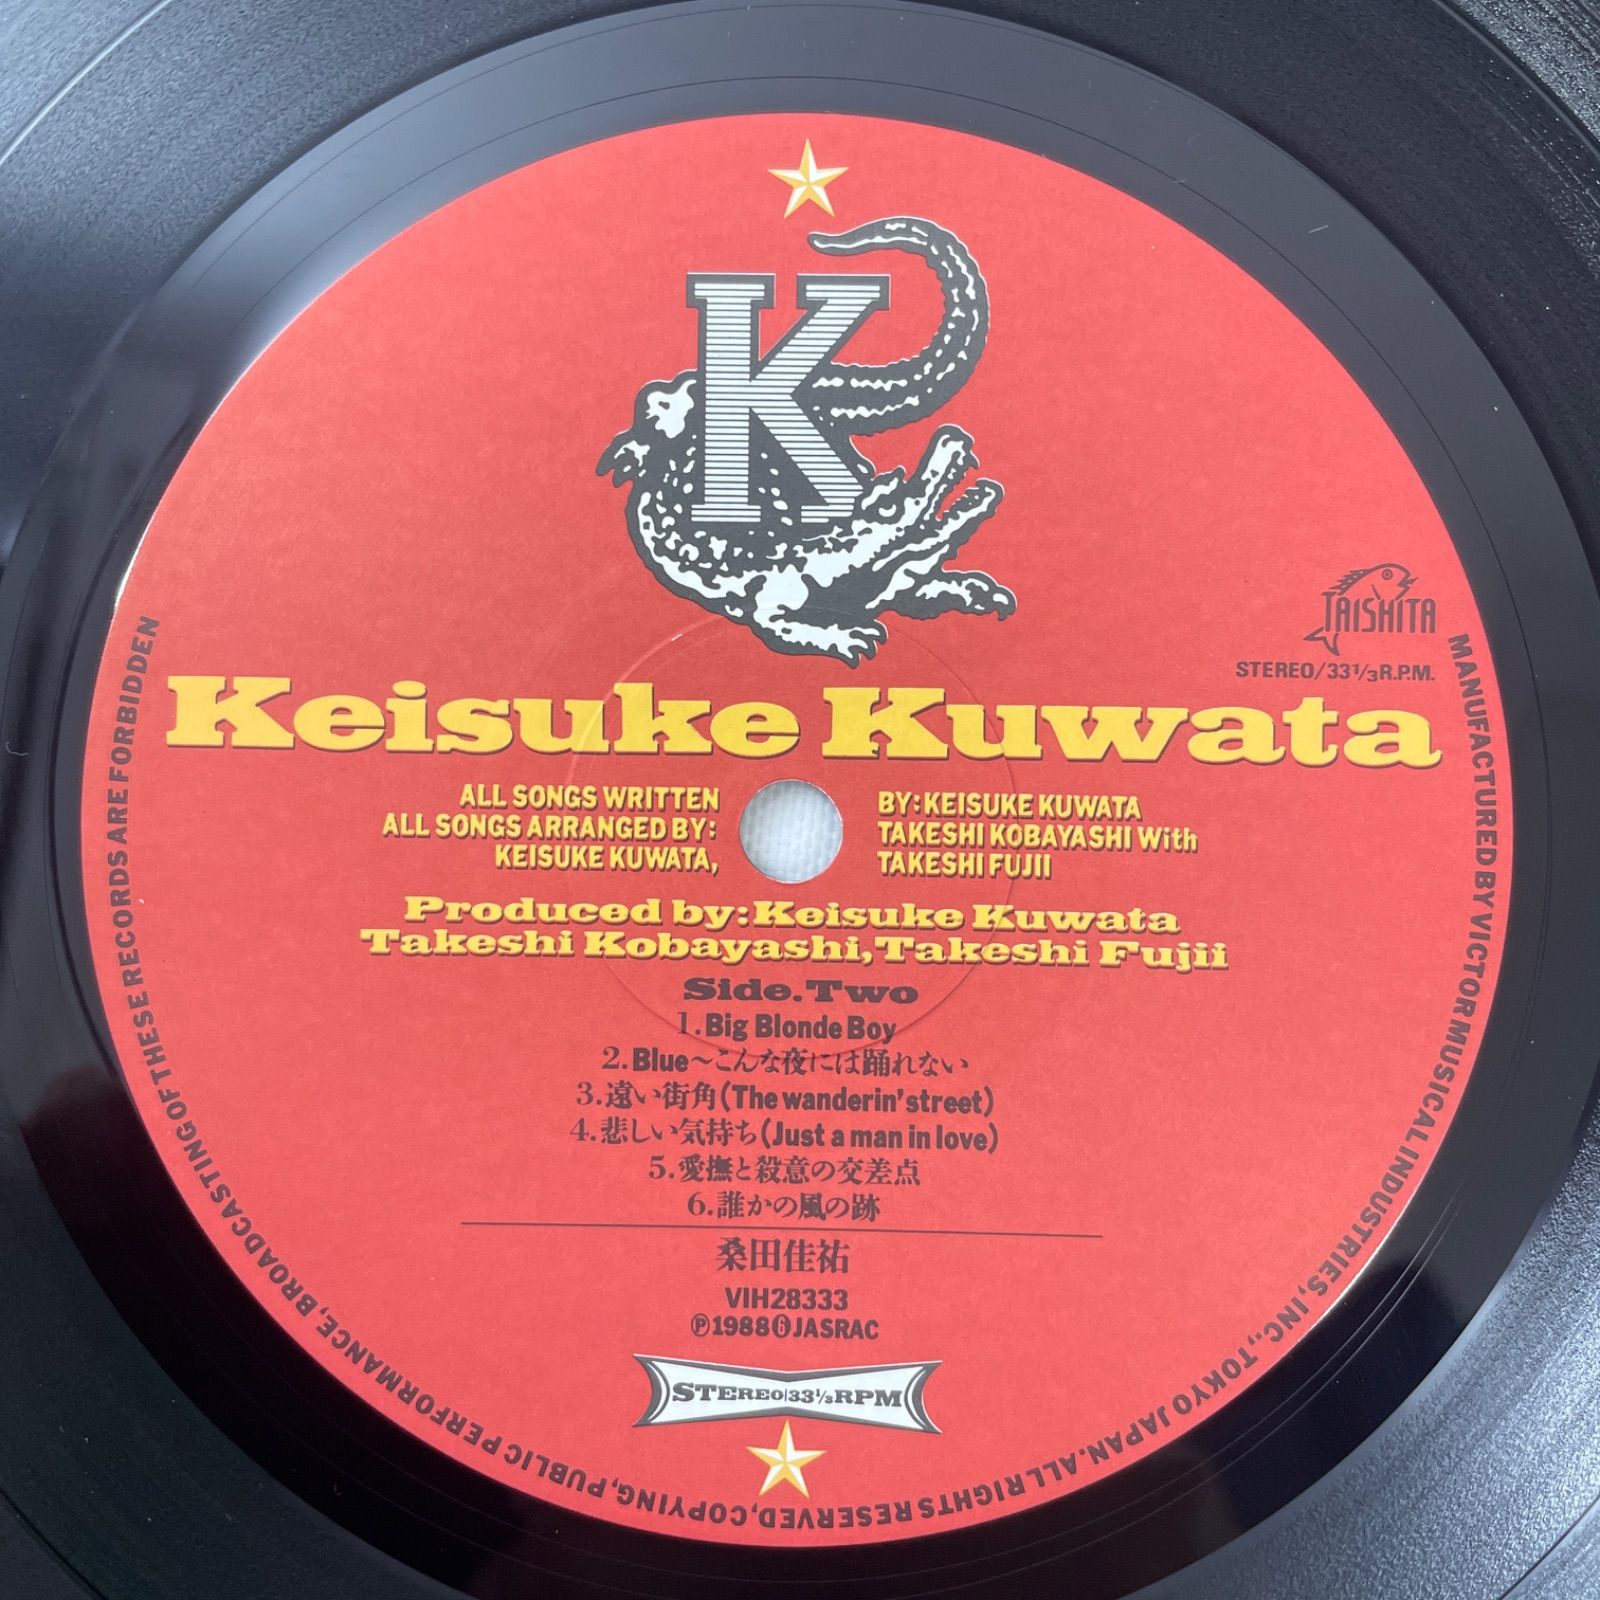 K
TAISHITA
STEREO/33⅓R.P.M.
Keisuke Kuwata
ALL SONGS WRITTEN BY:KEISUKE KUWATA
ALL SONGS ARRANGED BY: TAKESHI KOBAYASHI With
KEISUKE KUWATA, TAKESHI FUJII
Produced by:Keisuke Kuwata
Takeshi Kobayashi,Takeshi Fujii
Side.Two
1.Big Blonde Boy
2.Blue～こんな夜には踊れない
3.遠い街角(The wanderin'street)
4.悲しい気持ち(Just a man in love)
5.愛撫と殺意の交差点
6.誰かの風の跡
桑田佳祐
VIH28333
Ⓟ1988⑥JASRAC
STEREO/33⅓RPM
MANUFACTURED BY VICTOR MUSICAL INDUSTRIES, INC., TOKYO JAPAN. ALL RIGHTS RESERVED, COPYING, PUBLIC PERFORMANCE, BROADCASTING OF THESE RECORDS ARE FORBIDDEN